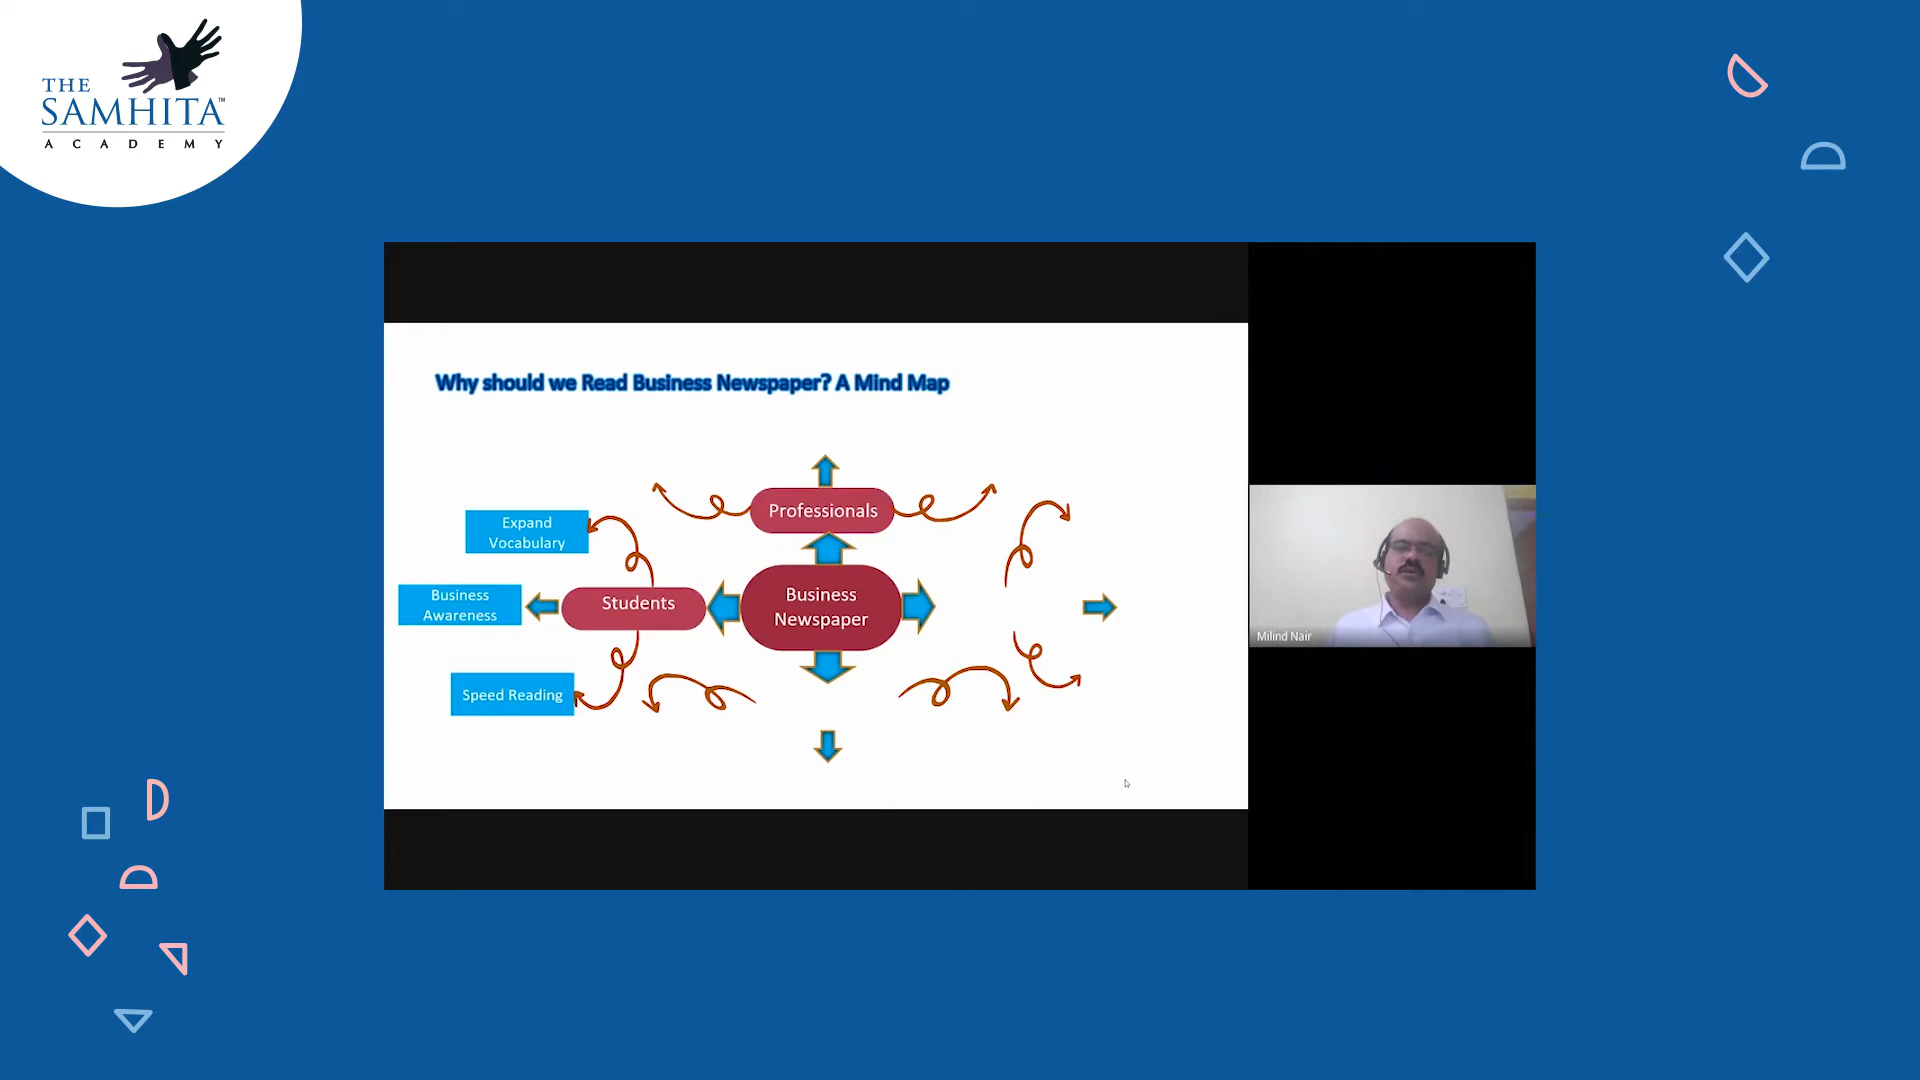 THE
SAMHITA™
ACADEMY
Why should we Read Business Newspaper? A Mind Map
Professionals
Expand
Vocabulary
Business
Awareness
Students
Business
Newspaper
Speed Reading
Milind Nair